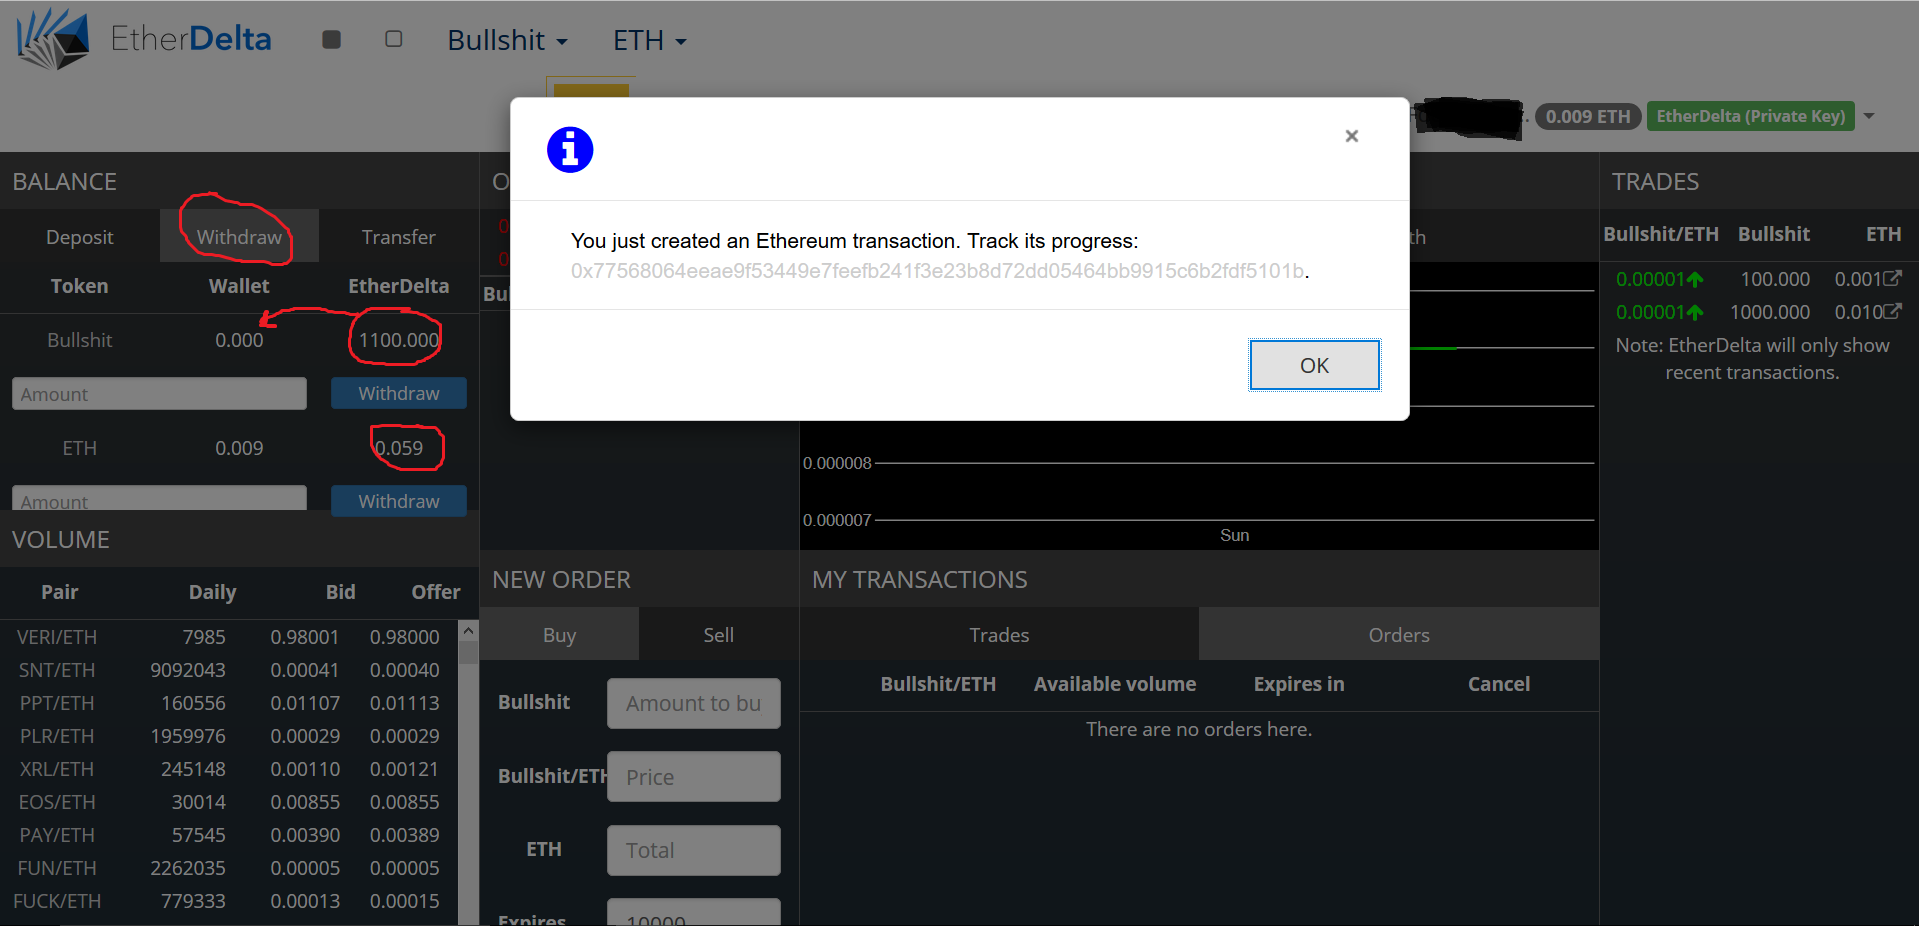 EtherDelta Bullshit ETH
0.009 ETH EtherDelta (Private Key)
×
You just created an Ethereum transaction. Track its progress:
0x77568064eeae9f53449e7feefb241f3e23b8d72dd05464bb9915c6b2fdf5101b.
OK
BALANCE
Deposit Withdraw Transfer
Token Wallet EtherDelta
Bullshit 0.000 1100.000
Amount Withdraw
ETH 0.009 0.059
Amount Withdraw
VOLUME
Pair Daily Bid Offer
VERI/ETH 7985 0.98001 0.98000
SNT/ETH 9092043 0.00041 0.00040
PPT/ETH 160556 0.01107 0.01113
PLR/ETH 1959976 0.00029 0.00029
XRL/ETH 245148 0.00110 0.00121
EOS/ETH 30014 0.00855 0.00855
PAY/ETH 57545 0.00390 0.00389
FUN/ETH 2262035 0.00005 0.00005
FUCK/ETH 779333 0.00013 0.00015
O
0
0
Bu
th
0.000008
0.000007
Sun
NEW ORDER
Buy Sell
Bullshit Amount to bu
Bullshit/ETH Price
ETH Total
Expires 10000
MY TRANSACTIONS
Trades Orders
Bullshit/ETH Available volume Expires in Cancel
There are no orders here.
TRADES
Bullshit/ETH Bullshit ETH
0.00001 100.000 0.001
0.00001 1000.000 0.010
Note: EtherDelta will only show
recent transactions.